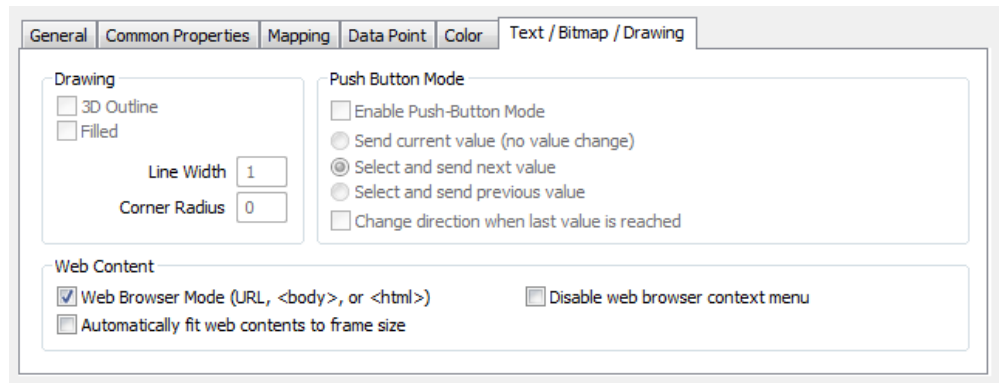 General Common Properties Mapping Data Point Color Text / Bitmap / Drawing
Drawing
3D Outline
Filled
Line Width 1
Corner Radius 0
Push Button Mode
Enable Push-Button Mode
Send current value (no value change)
Select and send next value
Select and send previous value
Change direction when last value is reached
Web Content
Web Browser Mode (URL, <body>, or <html>) Disable web browser context menu
Automatically fit web contents to frame size